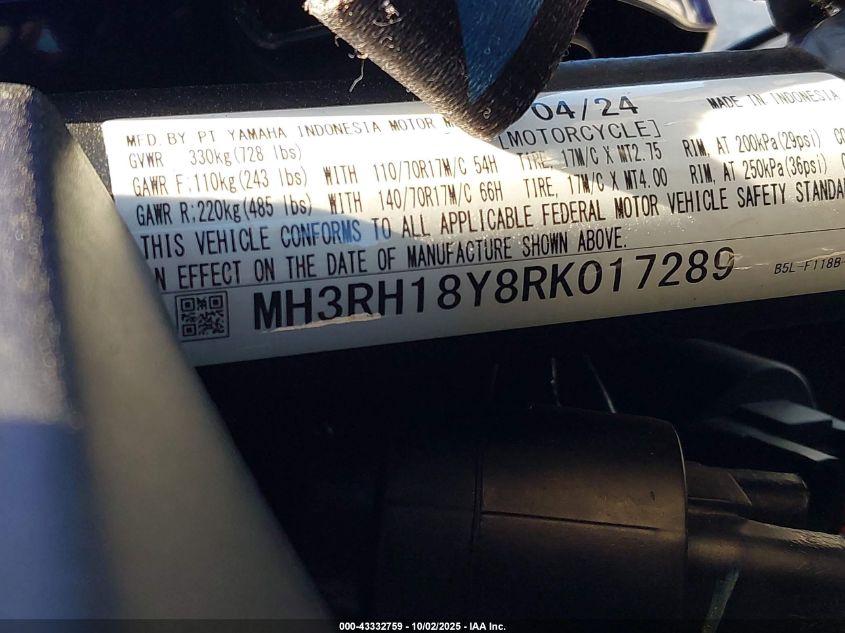 MFD. BY PT YAMAHA INDONESIA MOTOR 04/24 MADE IN INDONESIA
GVWR 330kg(728 lbs) [MOTORCYCLE]
GAWR F:110kg(243 lbs) WITH 110/70R17M/C 54H TIRE, 17M/C X MT2.75 RIM, AT 200kPa(29psi)
GAWR R:220kg(485 lbs) WITH 140/70R17M/C 66H TIRE, 17M/C X MT4.00 RIM, AT 250kPa(36psi)
THIS VEHICLE CONFORMS TO ALL APPLICABLE FEDERAL MOTOR VEHICLE SAFETY STANDA
N EFFECT ON THE DATE OF MANUFACTURE SHOWN ABOVE.
MH3RH18Y8RK017289 B5L-F118B
000-43332759 - 10/02/2025 - IAA Inc.